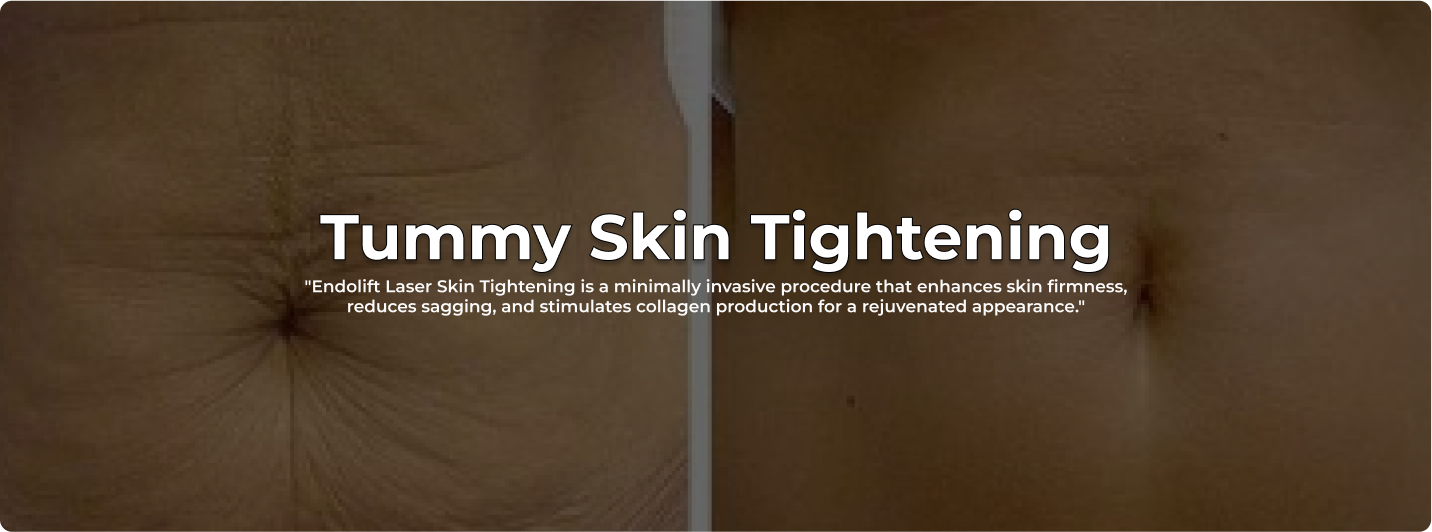 Tummy Skin Tightening
"Endolift Laser Skin Tightening is a minimally invasive procedure that enhances skin firmness,
reduces sagging, and stimulates collagen production for a rejuvenated appearance."